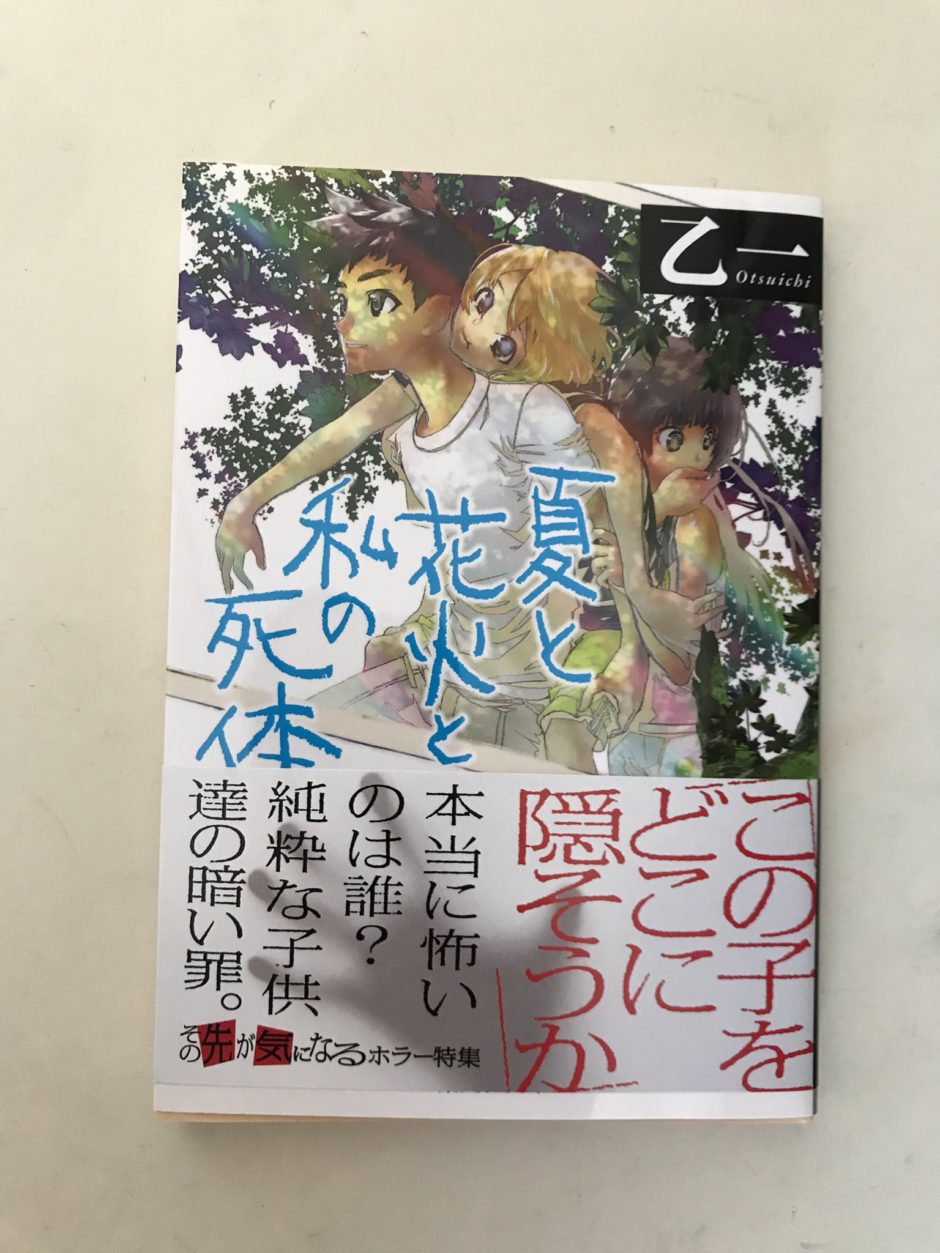 乙一
Otsuichi
夏と
花火と
私の
死体
この子を
どこに
隠そうか
本当に怖い
のは誰?
純粋な子供
達の暗い罪。
その先が気になるホラー特集